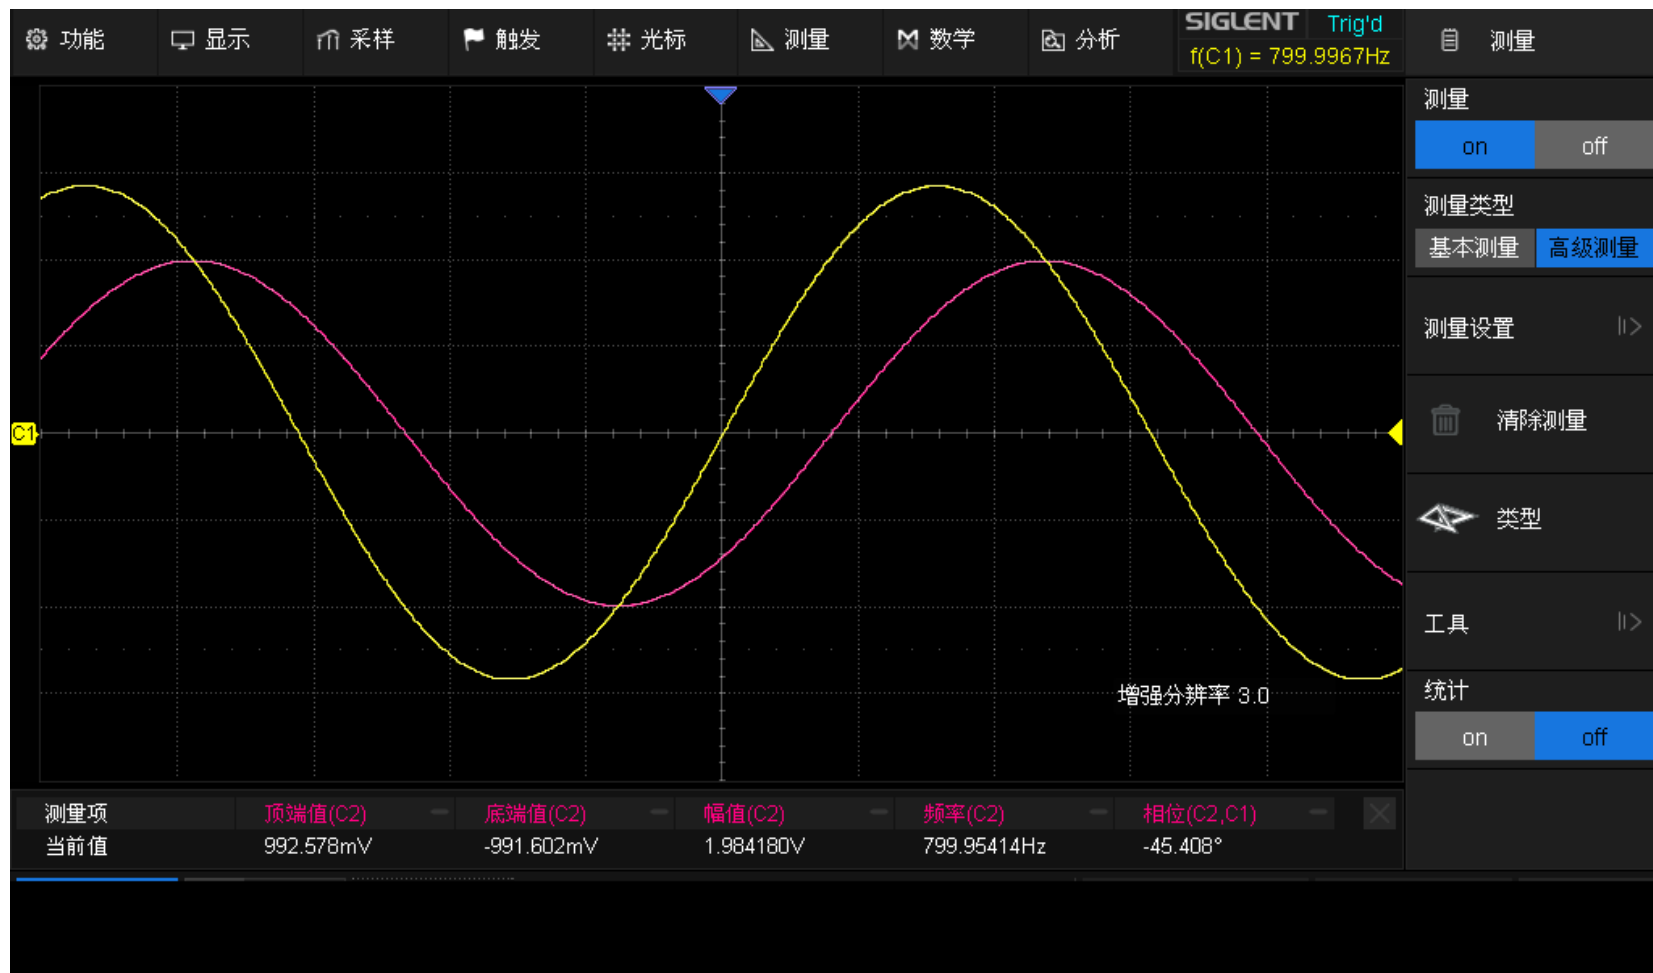 功能 显示 采样 触发 光标 测量 数学 分析 SIGLENT Trig'd 测量
f(C1) = 799.9967Hz
测量
on off
测量类型
基本测量 高级测量
测量设置
C1
清除测量
类型
工具
增强分辨率 3.0
统计
on off
测量项 顶端值(C2) 底端值(C2) 幅值(C2) 频率(C2) 相位(C2,C1)
当前值 992.578mV -991.602mV 1.984180V 799.95414Hz -45.408°